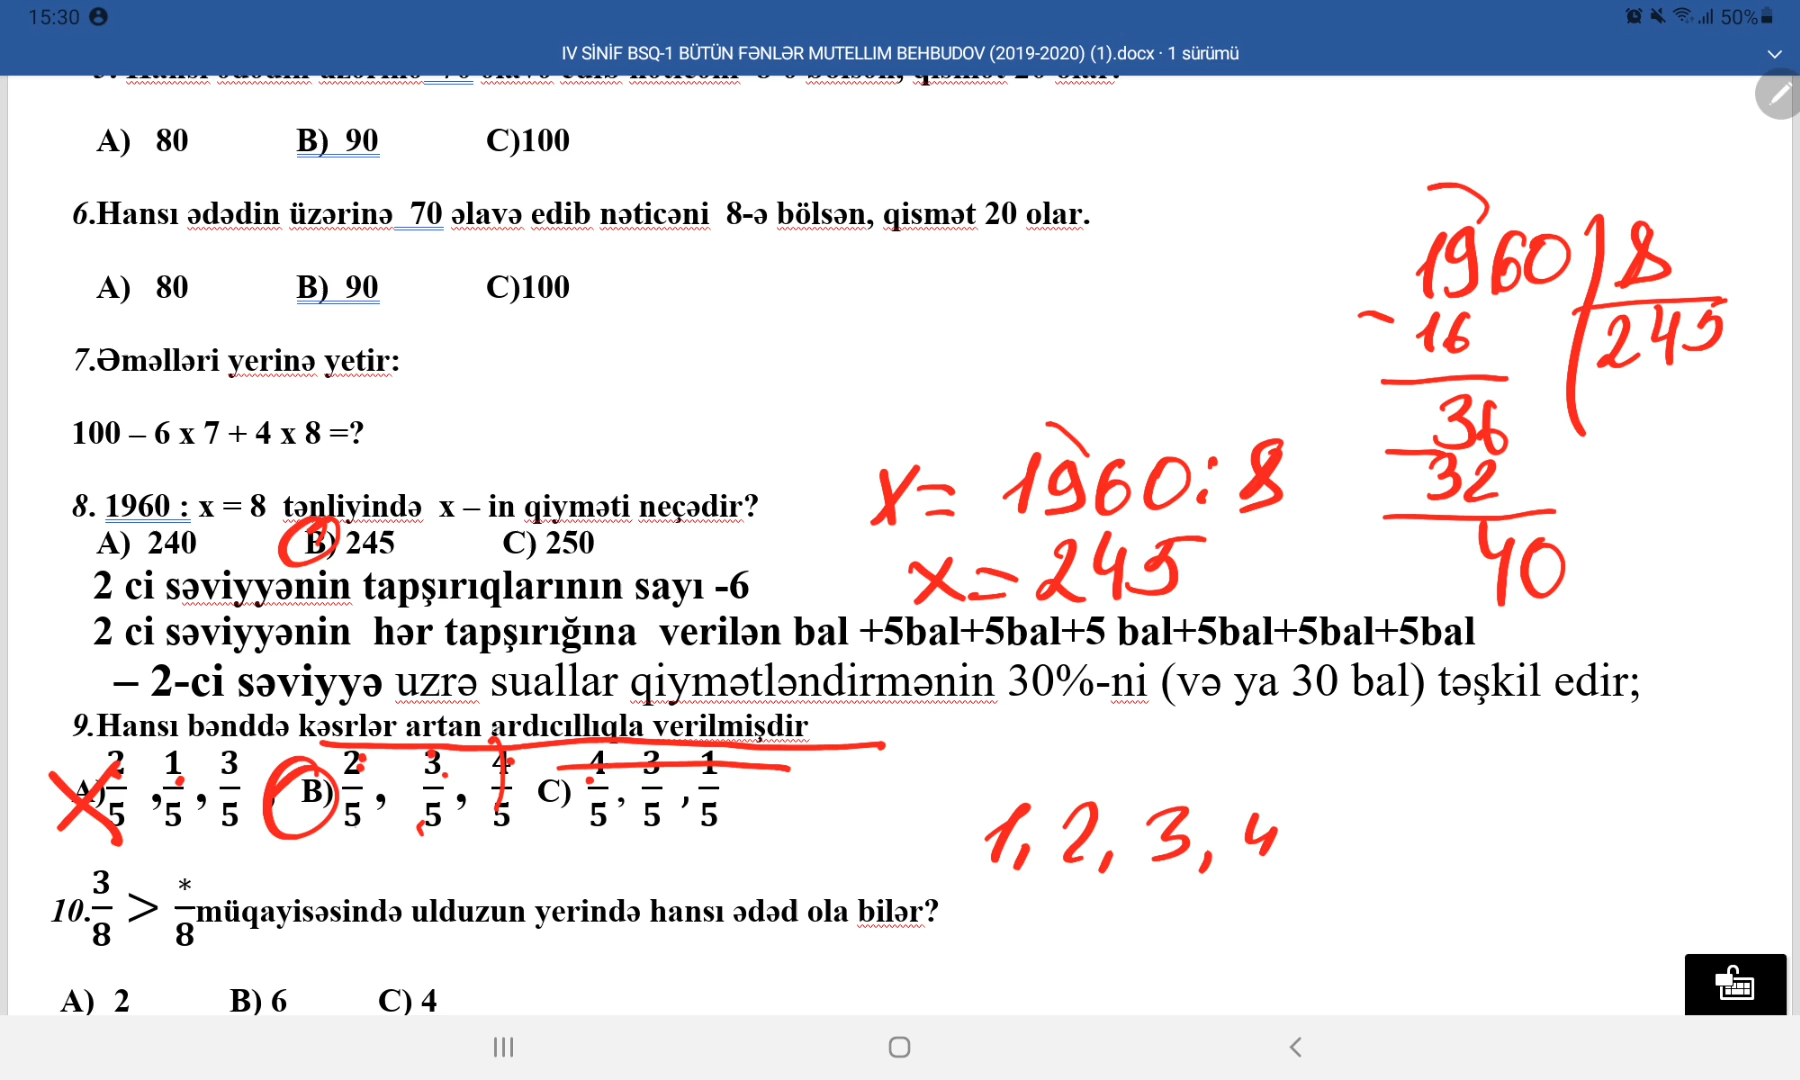 15:30 50%
IV SİNİF BSQ-1 BÜTÜN FƏNLƏR MUTELLIM BEHBUDOV (2019-2020) (1).docx · 1 sürümü
A) 80 B) 90 C)100
6.Hansı ədədin üzərinə 70 əlavə edib nəticəni 8-ə bölsən, qismət 20 olar.
A) 80 B) 90 C)100
7.Əməlləri yerinə yetir:
100 – 6 x 7 + 4 x 8 =?
8. 1960 : x = 8 tənliyində x – in qiyməti neçədir?
A) 240 B) 245 C) 250
2 ci səviyyənin tapşırıqlarının sayı -6
2 ci səviyyənin hər tapşırığına verilən bal +5bal+5bal+5 bal+5bal+5bal+5bal
– 2-ci səviyyə uzrə suallar qiymətləndirmənin 30%-ni (və ya 30 bal) təşkil edir;
9.Hansı bənddə kəsrlər artan ardıcıllıqla verilmişdir
A) 2/5 , 1/5 , 3/5 B) 2/5 , 3/5 , 4/5 C) 4/5 , 3/5 , 1/5
10. 3/8 > */8 müqayisəsində ulduzun yerində hansı ədəd ola bilər?
A) 2 B) 6 C) 4
1960 8
16 245
36
32
40
x = 1960 : 8
x = 245
1, 2, 3, 4